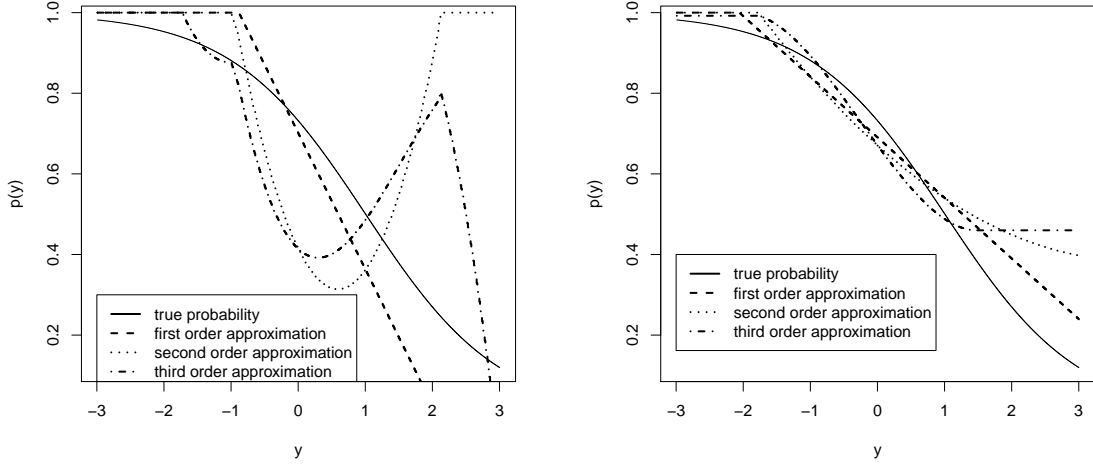 1.0
0.8
0.6
0.4
0.2
p(y)
true probability
first order approximation
second order approximation
third order approximation
−3 −2 −1 0 1 2 3
y
1.0
0.8
0.6
0.4
0.2
p(y)
true probability
first order approximation
second order approximation
third order approximation
−3 −2 −1 0 1 2 3
y